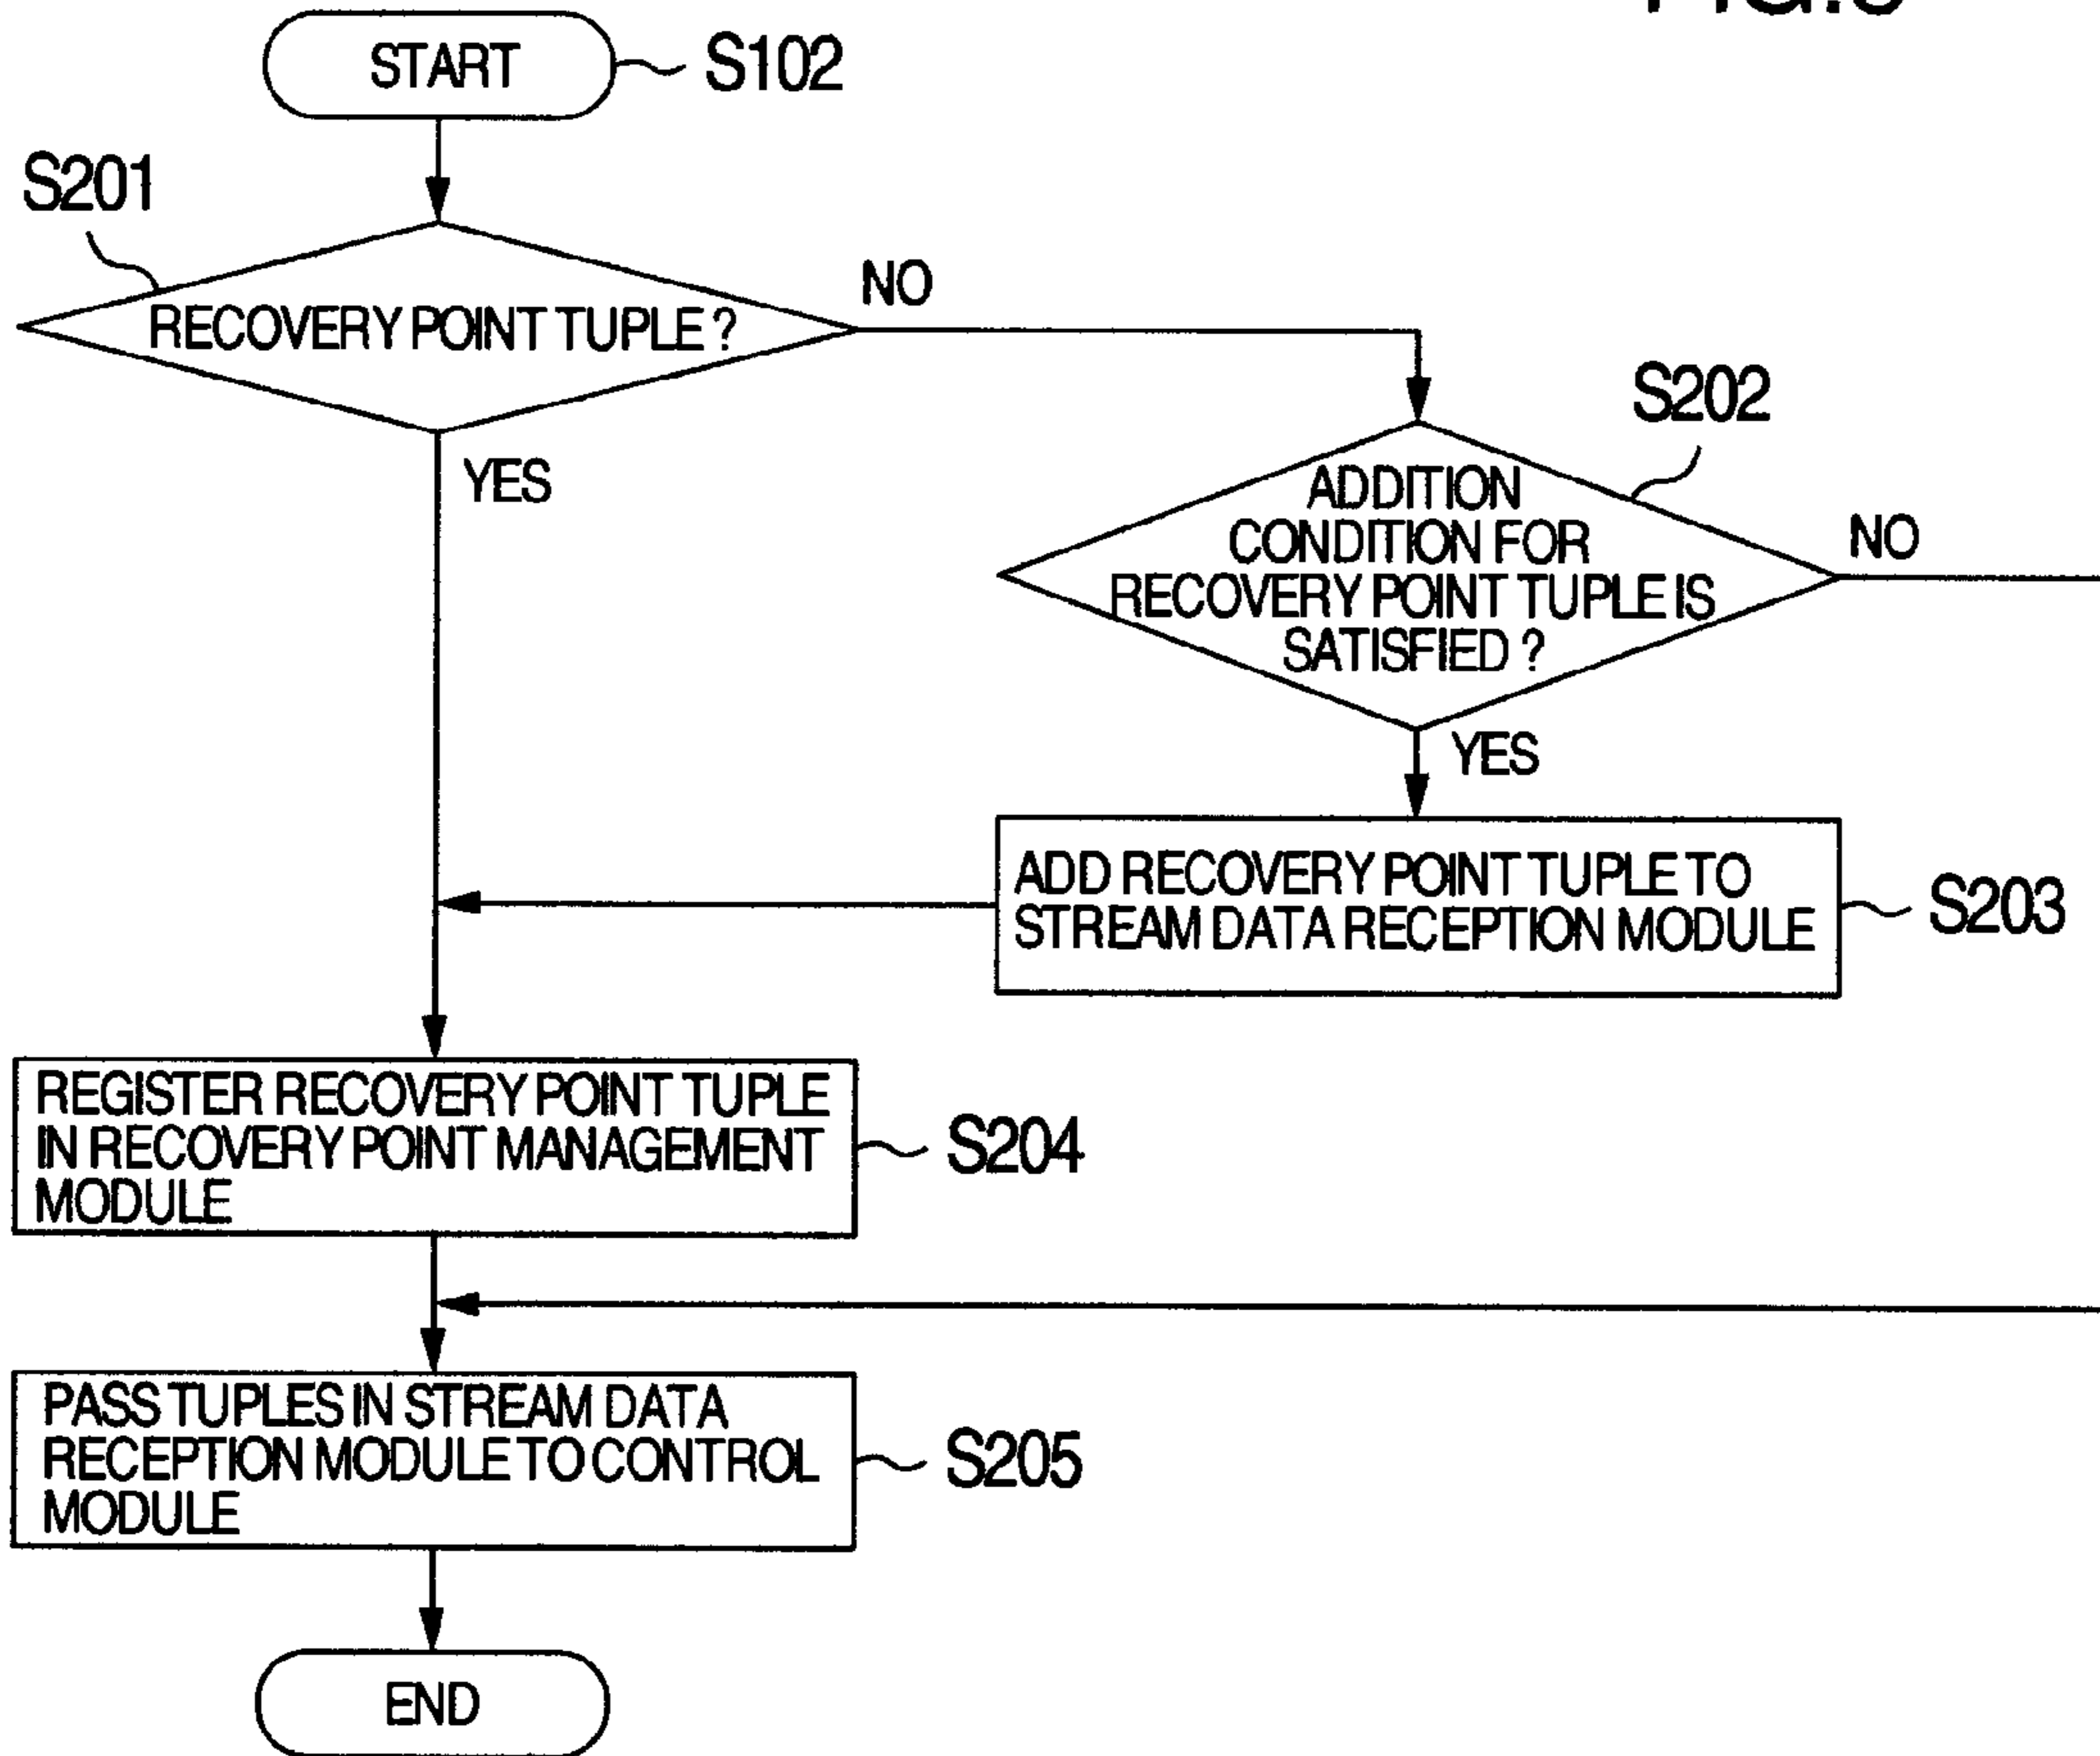 START
S102
S201
RECOVERY POINT TUPLE ?
NO
YES
S202
ADDITION
CONDITION FOR
RECOVERY POINT TUPLE IS
SATISFIED ?
NO
YES
ADD RECOVERY POINT TUPLE TO
STREAM DATA RECEPTION MODULE
S203
REGISTER RECOVERY POINT TUPLE
IN RECOVERY POINT MANAGEMENT
MODULE
S204
PASS TUPLES IN STREAM DATA
RECEPTION MODULE TO CONTROL
MODULE
S205
END